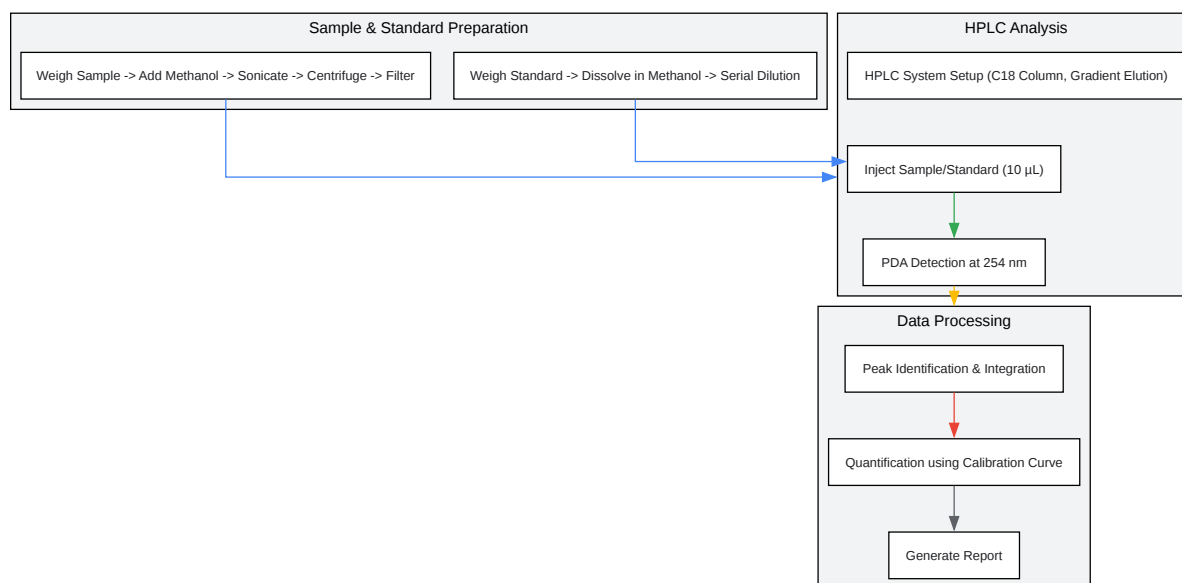 Sample & Standard Preparation
Weigh Sample -> Add Methanol -> Sonicate -> Centrifuge -> Filter
Weigh Standard -> Dissolve in Methanol -> Serial Dilution
HPLC Analysis
HPLC System Setup (C18 Column, Gradient Elution)
Inject Sample/Standard (10 µL)
PDA Detection at 254 nm
Data Processing
Peak Identification & Integration
Quantification using Calibration Curve
Generate Report